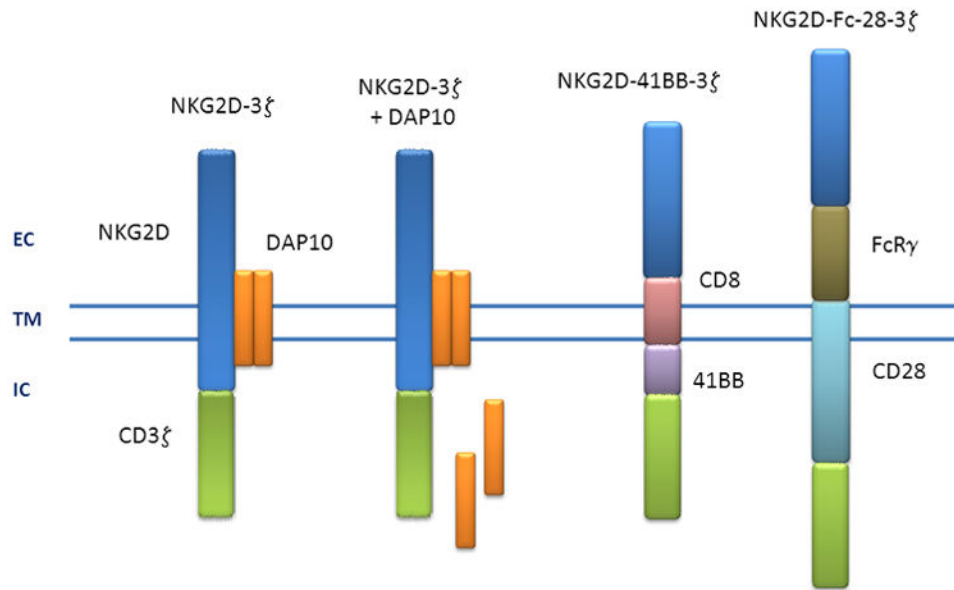 NKG2D-Fc-28-3ζ
NKG2D-41BB-3ζ
NKG2D-3ζ
+ DAP10
NKG2D-3ζ
NKG2D
DAP10
EC
FcRγ
CD8
TM
IC
41BB
CD28
CD3ζ